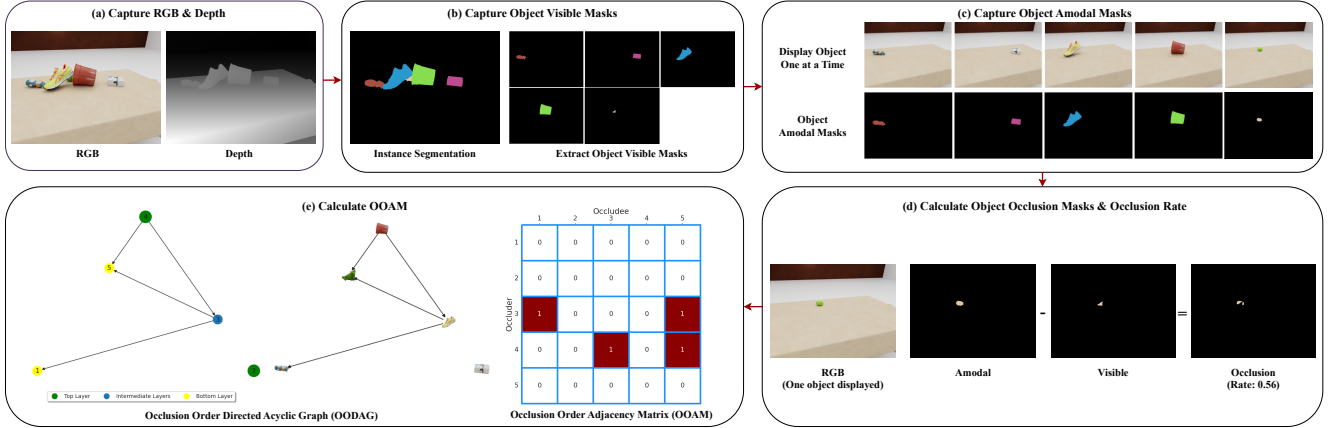 (a) Capture RGB & Depth
RGB
Depth
(b) Capture Object Visible Masks
Instance Segmentation
Extract Object Visible Masks
(c) Capture Object Amodal Masks
Display Object
One at a Time
Object
Amodal Masks
(d) Calculate Object Occlusion Masks & Occlusion Rate
-
=
RGB
(One object displayed)
Amodal
Visible
Occlusion
(Rate: 0.56)
(e) Calculate OOAM
4
5
3
1
2
Top Layer
Intermediate Layers
Bottom Layer
Occlusion Order Directed Acyclic Graph (OODAG)
Occludee
1 2 3 4 5
Occluder
1 0 0 0 0 0
2 0 0 0 0 0
3 1 0 0 0 1
4 0 0 1 0 1
5 0 0 0 0 0
Occlusion Order Adjacency Matrix (OOAM)